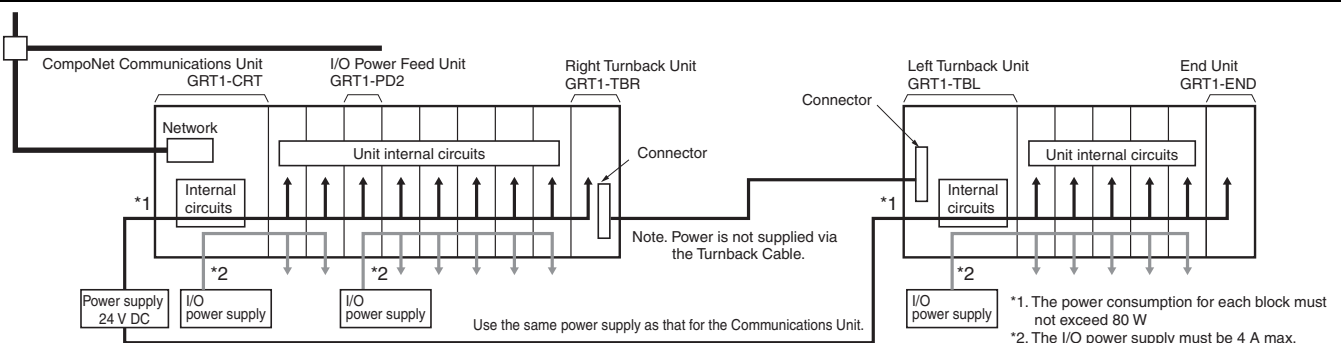 CompoNet Communications Unit
GRT1-CRT
I/O Power Feed Unit
GRT1-PD2
Right Turnback Unit
GRT1-TBR
Left Turnback Unit
GRT1-TBL
End Unit
GRT1-END
Connector
Network
Unit internal circuits
Connector
Unit internal circuits
Internal
circuits
*1
Internal
circuits
*1
Note. Power is not supplied via
the Turnback Cable.
*2
*2
*2
Power supply
24 V DC
I/O
power supply
I/O
power supply
I/O
power supply
Use the same power supply as that for the Communications Unit.
*1. The power consumption for each block must
not exceed 80 W
*2. The I/O power supply must be 4 A max.